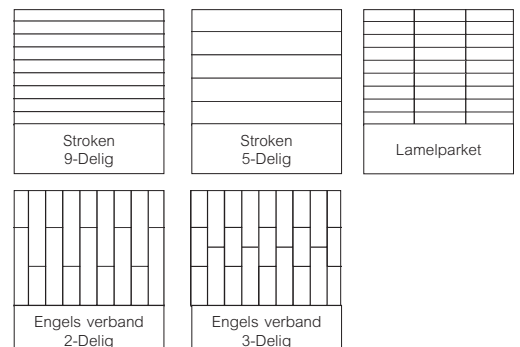 Stroken
9-Delig
Stroken
5-Delig
Lamelparket
Engels verband
2-Delig
Engels verband
3-Delig